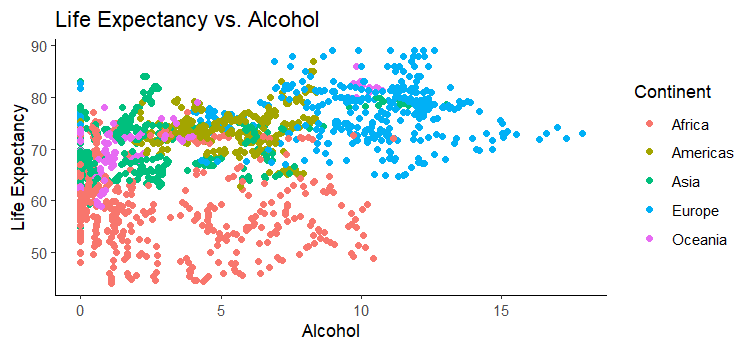 Life Expectancy vs. Alcohol
Life Expectancy
90
80
70
60
50
0 5 10 15
Alcohol
Continent
Africa
Americas
Asia
Europe
Oceania